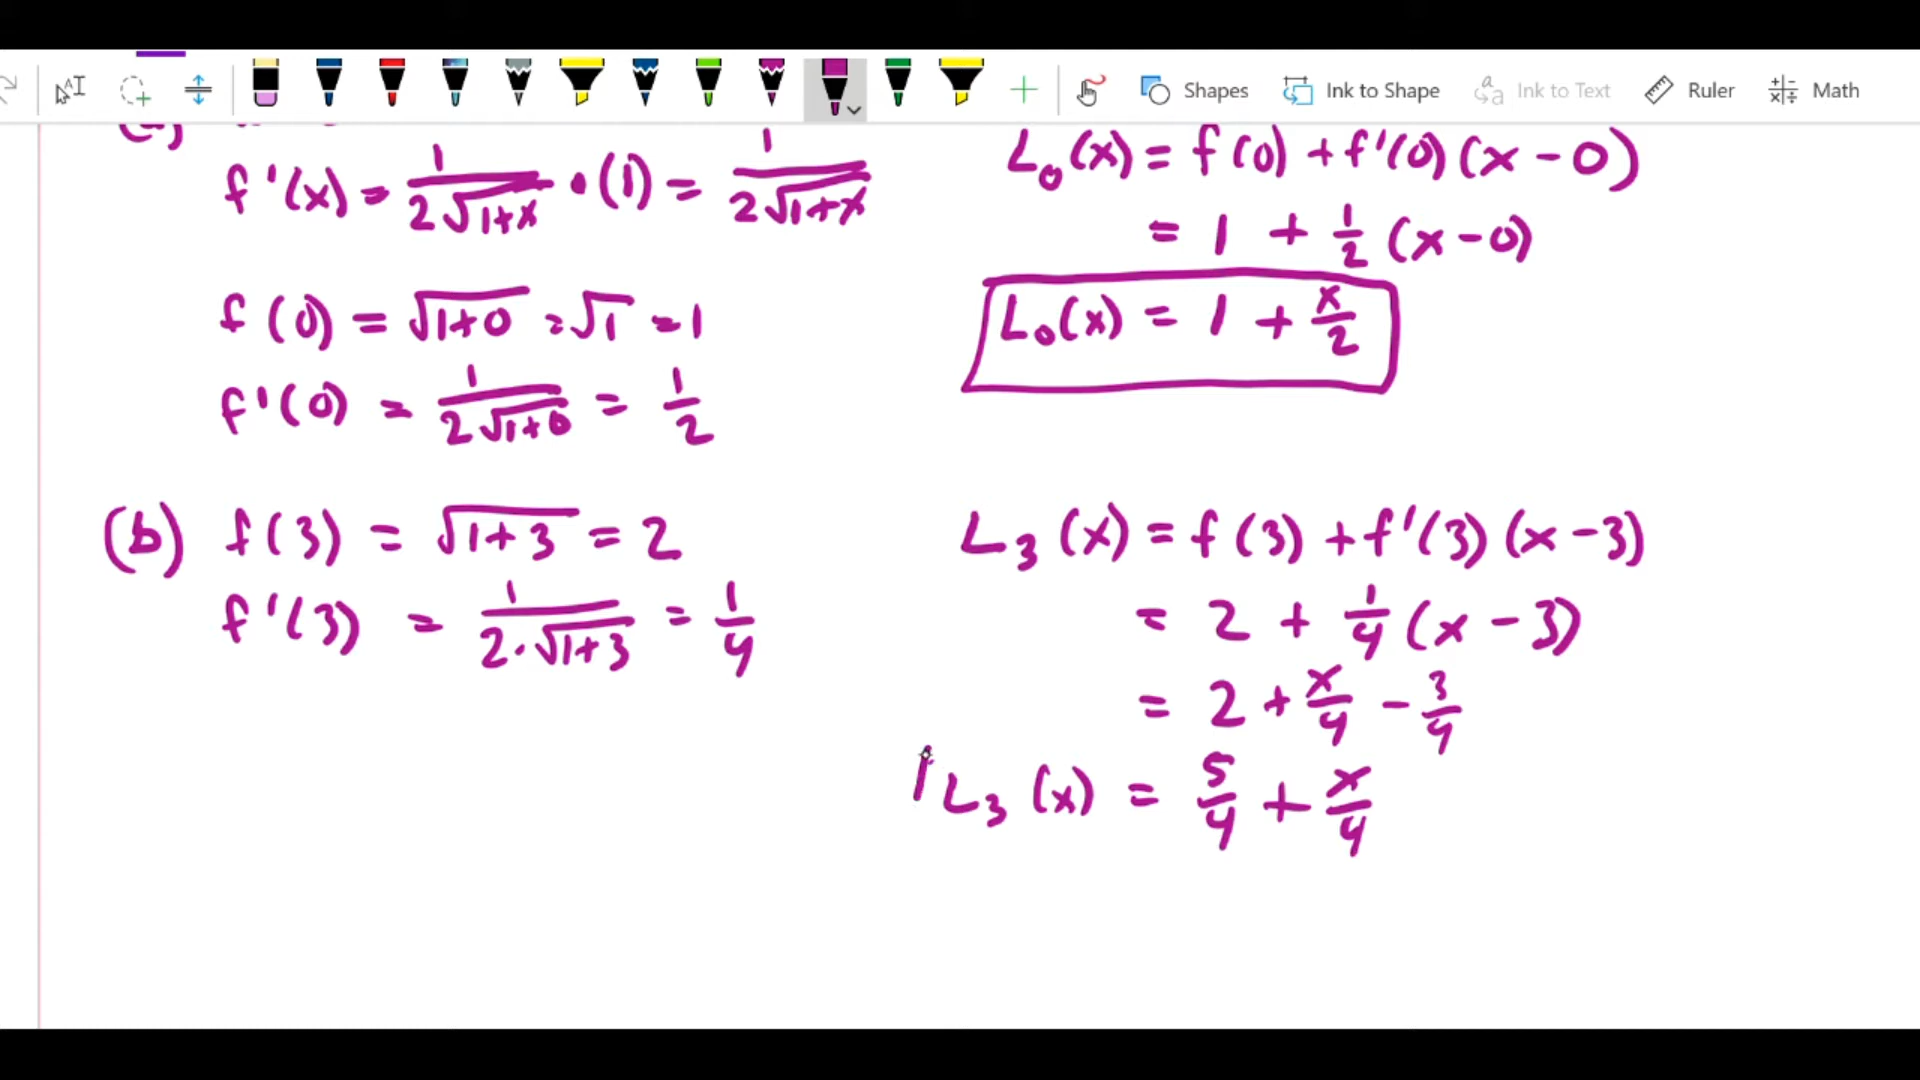 Shapes Ink to Shape Ink to Text Ruler Math
f'(x) = 1/(2√(1+x)) • (1) = 1/(2√(1+x))
f(0) = √(1+0) = √1 = 1
f'(0) = 1/(2√(1+0)) = 1/2
L₀(x) = f(0) + f'(0)(x - 0)
= 1 + 1/2 (x - 0)
L₀(x) = 1 + x/2
(b) f(3) = √(1+3) = 2
f'(3) = 1/(2·√(1+3)) = 1/4
L₃(x) = f(3) + f'(3)(x - 3)
= 2 + 1/4 (x - 3)
= 2 + x/4 - 3/4
L₃(x) = 5/4 + x/4